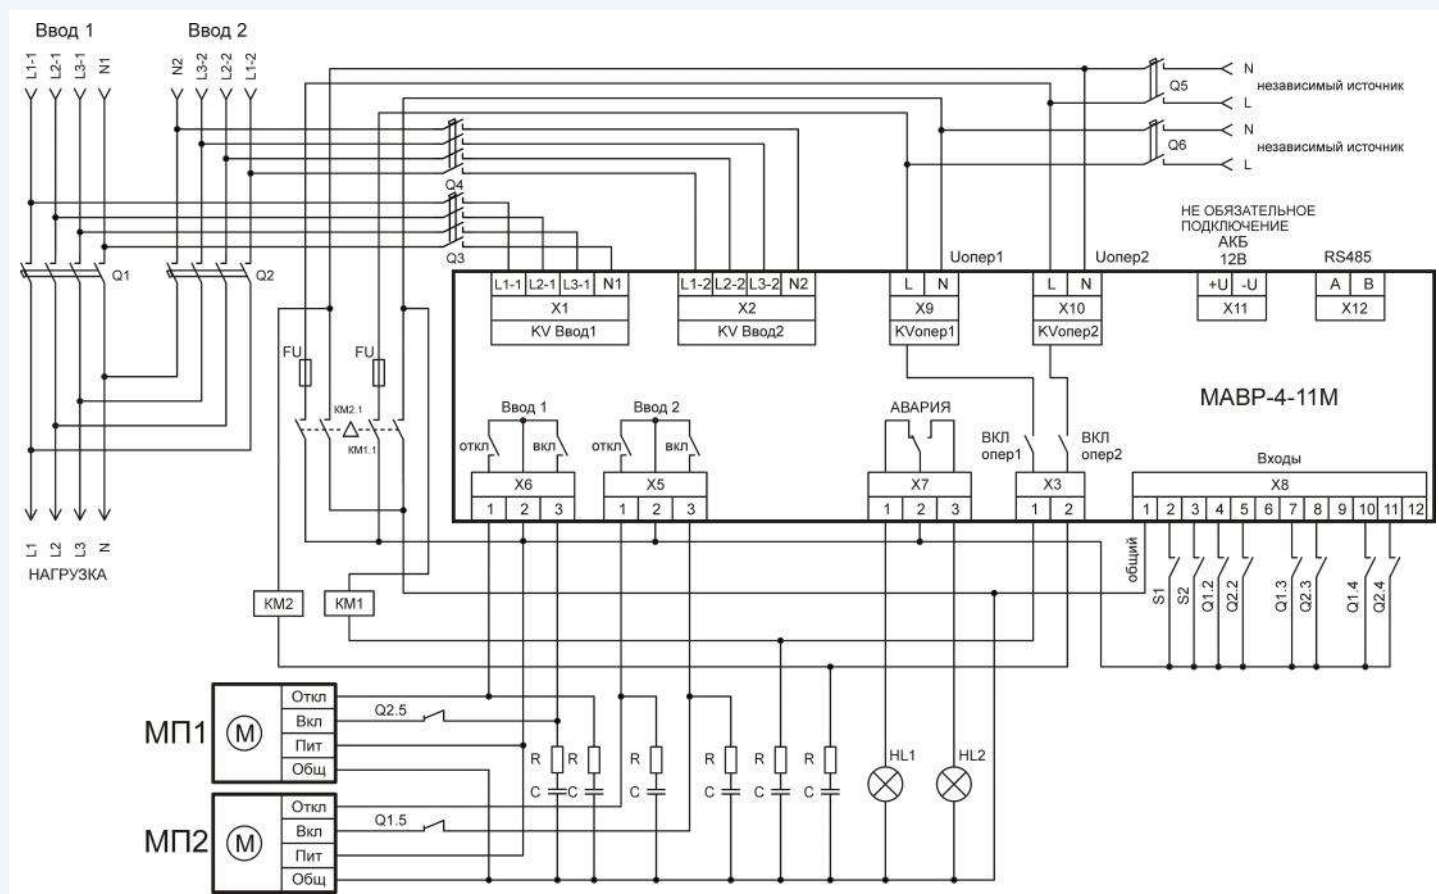 Ввод 1
Ввод 2
L1-1
L2-1
L3-1
N1
N2
L3-2
L2-2
L1-2
Q5
N
независимый источник
L
Q6
N
независимый источник
L
Q4
Q3
Q1
Q2
НЕ ОБЯЗАТЕЛЬНОЕ
ПОДКЛЮЧЕНИЕ
АКБ
12В
RS485
Uопер1
Uопер2
L1-1 L2-1 L3-1 N1
X1
KV Ввод1
L1-2 L2-2 L3-2 N2
X2
KV Ввод2
L N
X9
KVопер1
L N
X10
KVопер2
+U -U
X11
A B
X12
МАВР-4-11М
FU
FU
КМ2.1
КМ1.1
Ввод 1
откл
вкл
X6
1 2 3
Ввод 2
откл
вкл
X5
1 2 3
АВАРИЯ
X7
1 2 3
ВКЛ
опер1
ВКЛ
опер2
X3
1 2
Входы
X8
1 2 3 4 5 6 7 8 9 10 11 12
L1
L2
L3
N
НАГРУЗКА
КМ2
КМ1
общий
S1
S2
Q1.2
Q2.2
Q1.3
Q2.3
Q1.4
Q2.4
МП1
M
Откл
Вкл
Пит
Общ
Q2.5
МП2
M
Откл
Вкл
Пит
Общ
Q1.5
R R R R R R
C C C C C C
HL1
HL2